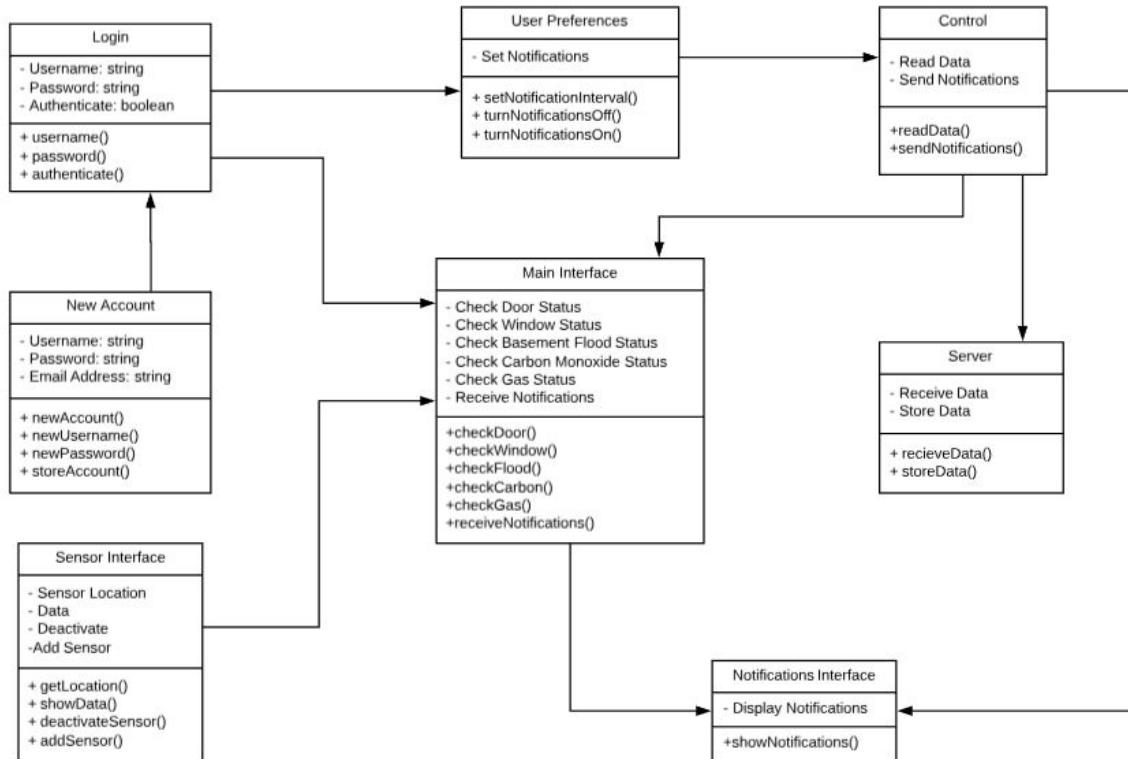 Login
- Username: string
- Password: string
- Authenticate: boolean
+ username()
+ password()
+ authenticate()
User Preferences
- Set Notifications
+ setNotificationInterval()
+ turnNotificationsOff()
+ turnNotificationsOn()
Control
- Read Data
- Send Notifications
+readData()
+sendNotifications()
New Account
- Username: string
- Password: string
- Email Address: string
+ newAccount()
+ newUsername()
+ newPassword()
+ storeAccount()
Main Interface
- Check Door Status
- Check Window Status
- Check Basement Flood Status
- Check Carbon Monoxide Status
- Check Gas Status
- Receive Notifications
+checkDoor()
+checkWindow()
+checkFlood()
+checkCarbon()
+checkGas()
+receiveNotifications()
Server
- Receive Data
- Store Data
+ recieveData()
+ storeData()
Sensor Interface
- Sensor Location
- Data
- Deactivate
-Add Sensor
+ getLocation()
+ showData()
+ deactivateSensor()
+ addSensor()
Notifications Interface
- Display Notifications
+showNotifications()